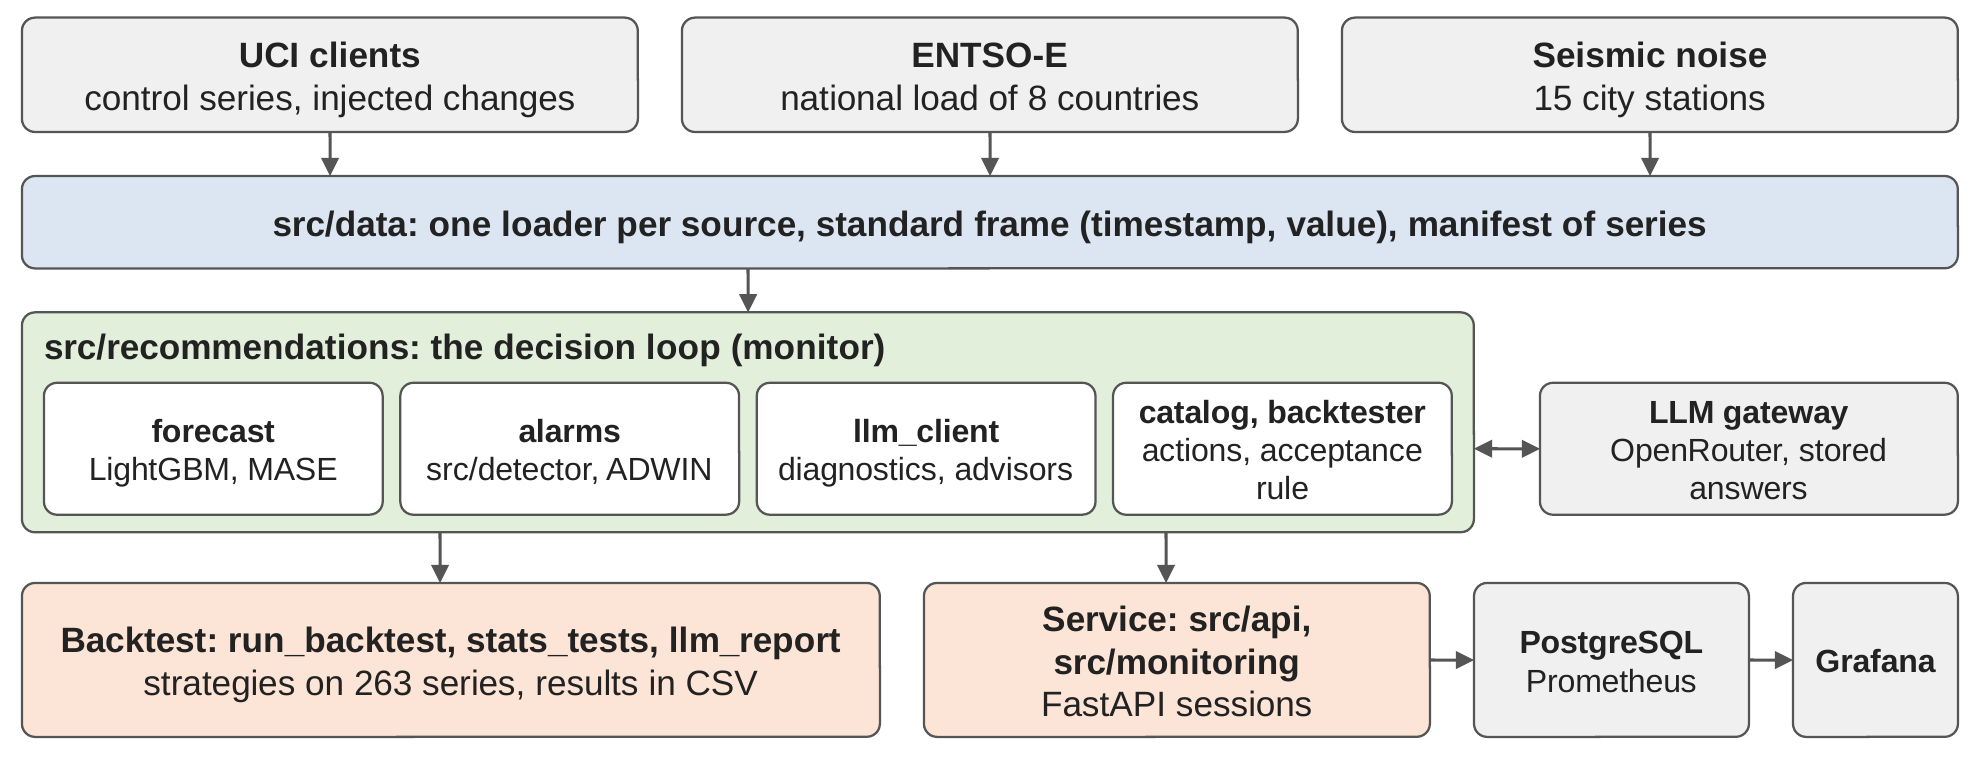 UCI clients
control series, injected changes
ENTSO-E
national load of 8 countries
Seismic noise
15 city stations
src/data: one loader per source, standard frame (timestamp, value), manifest of series
src/recommendations: the decision loop (monitor)
forecast
LightGBM, MASE
alarms
src/detector, ADWIN
llm_client
diagnostics, advisors
catalog, backtester
actions, acceptance
rule
LLM gateway
OpenRouter, stored
answers
Backtest: run_backtest, stats_tests, llm_report
strategies on 263 series, results in CSV
Service: src/api,
src/monitoring
FastAPI sessions
PostgreSQL
Prometheus
Grafana